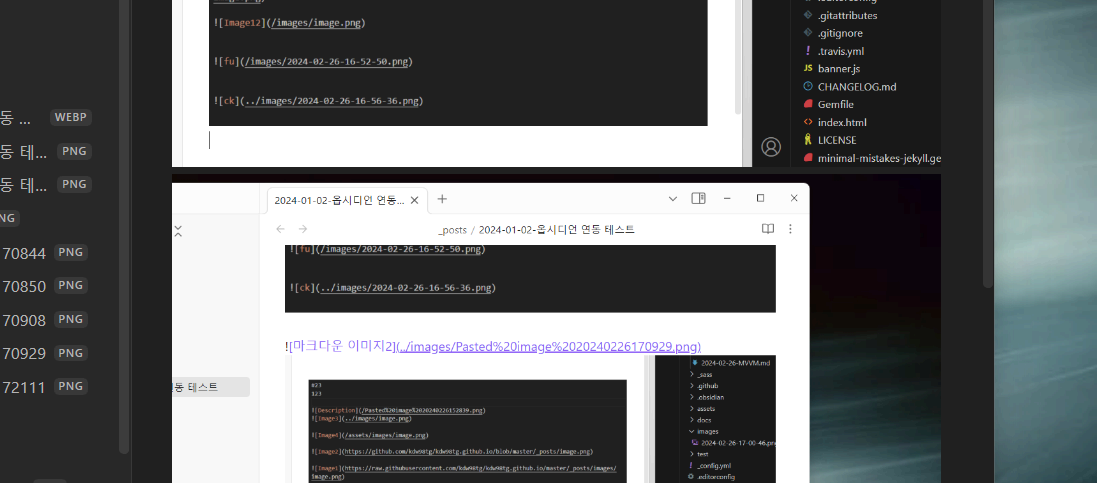 ![Image12](/images/image.png)
![fu](/images/2024-02-26-16-52-50.png)
![ck](../images/2024-02-26-16-56-36.png)
.gitattributes
.gitignore
.travis.yml
JS banner.js
CHANGELOG.md
Gemfile
index.html
LICENSE
minimal-mistakes-jekyll.ge
동 ... WEBP
동 테... PNG
동 테... PNG
NG
70844 PNG
70850 PNG
70908 PNG
70929 PNG
72111 PNG
2024-01-02-옵시디언 연동...
_posts / 2024-01-02-옵시디언 연동 테스트
![fu](/images/2024-02-26-16-52-50.png)
![ck](../images/2024-02-26-16-56-36.png)
연동 테스트
![마크다운 이미지2](../images/Pasted%20image%2020240226170929.png)
#23
123
![Description](/Pasted%20image%2020240226152839.png)
![Image3](../images/image.png)
![Image4](/assets/images/image.png)
![Image2](https://github.com/kdw98tg/kdw98tg.github.io/blob/master/_posts/image.png)
![Image1](https://raw.githubusercontent.com/kdw98tg/kdw98tg.github.io/master/_posts/images/
image.png)
2024-02-26-MVVM.md
_sass
.github
.obsidian
assets
docs
images
2024-02-26-17-00-46.png
test
_config.yml
.editorconfig